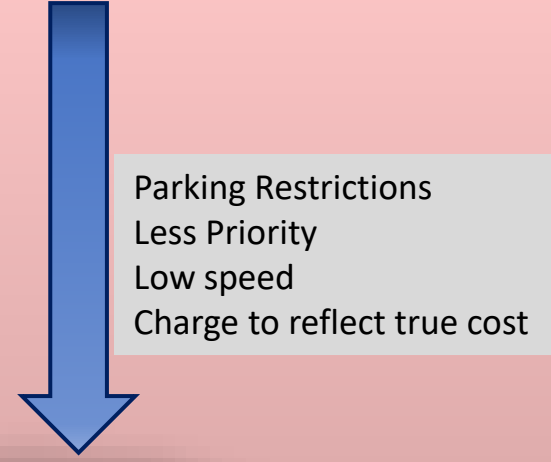 Parking Restrictions
Less Priority
Low speed
Charge to reflect true cost